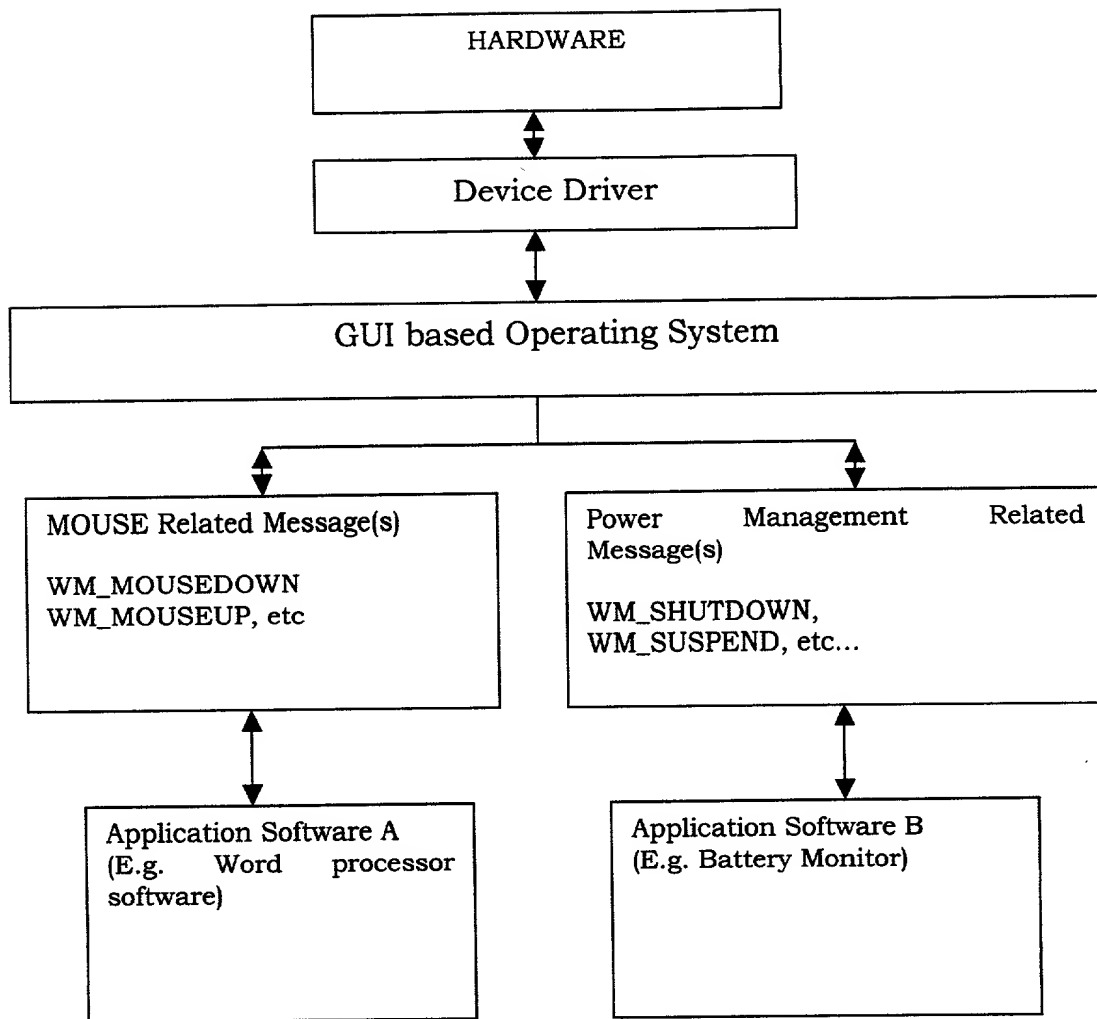 HARDWARE
Device Driver
GUI based Operating System
MOUSE Related Message(s)
WM_MOUSEDOWN
WM_MOUSEUP, etc
Power Management Related
Message(s)
WM_SHUTDOWN,
WM_SUSPEND, etc...
Application Software A
(E.g. Word processor
software)
Application Software B
(E.g. Battery Monitor)